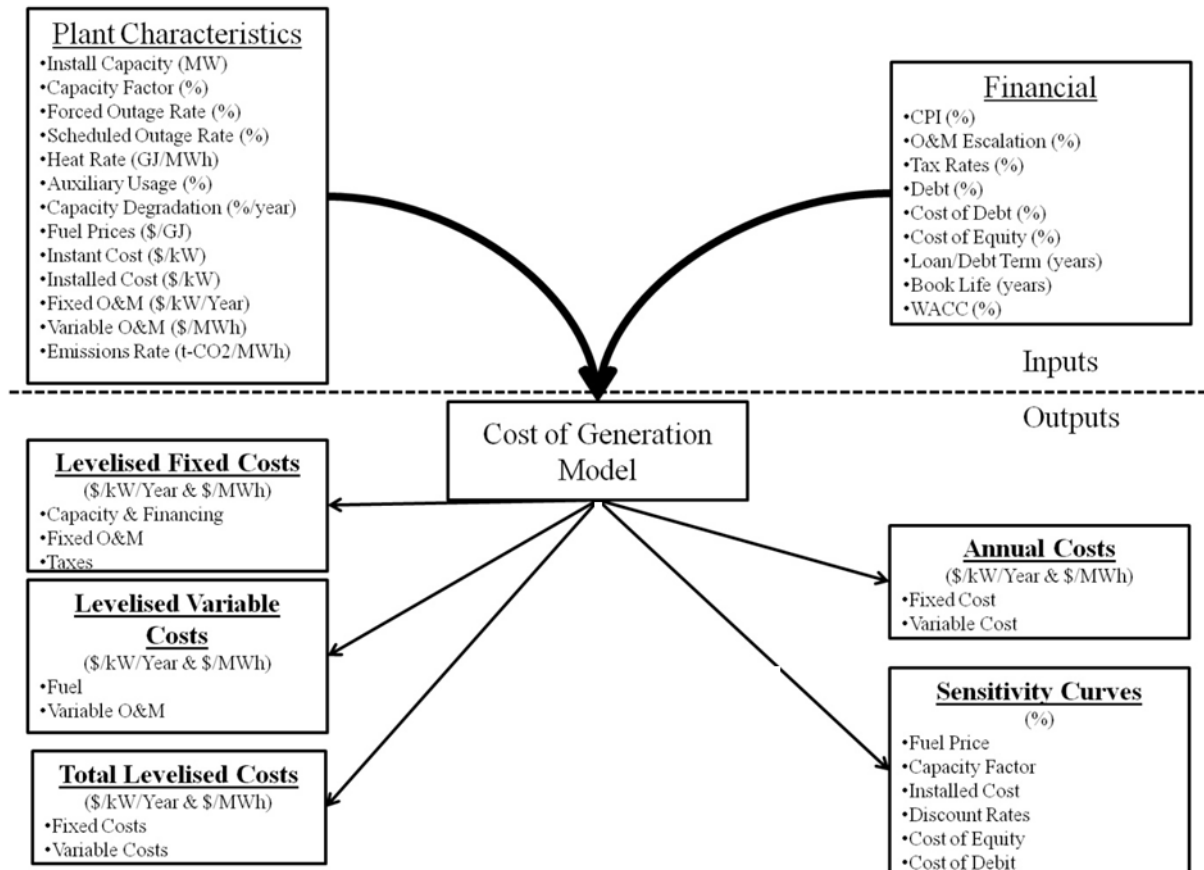 Plant Characteristics
•Install Capacity (MW)
•Capacity Factor (%)
•Forced Outage Rate (%)
•Scheduled Outage Rate (%)
•Heat Rate (GJ/MWh)
•Auxiliary Usage (%)
•Capacity Degradation (%/year)
•Fuel Prices ($/GJ)
•Instant Cost ($/kW)
•Installed Cost ($/kW)
•Fixed O&M ($/kW/Year)
•Variable O&M ($/MWh)
•Emissions Rate (t-CO2/MWh)
Financial
•CPI (%)
•O&M Escalation (%)
•Tax Rates (%)
•Debt (%)
•Cost of Debt (%)
•Cost of Equity (%)
•Loan/Debt Term (years)
•Book Life (years)
•WACC (%)
Inputs
Outputs
Cost of Generation
Model
Levelised Fixed Costs
($/kW/Year & $/MWh)
•Capacity & Financing
•Fixed O&M
•Taxes
Levelised Variable
Costs
($/kW/Year & $/MWh)
•Fuel
•Variable O&M
Total Levelised Costs
($/kW/Year & $/MWh)
•Fixed Costs
•Variable Costs
Annual Costs
($/kW/Year & $/MWh)
•Fixed Cost
•Variable Cost
Sensitivity Curves
(%)
•Fuel Price
•Capacity Factor
•Installed Cost
•Discount Rates
•Cost of Equity
•Cost of Debit